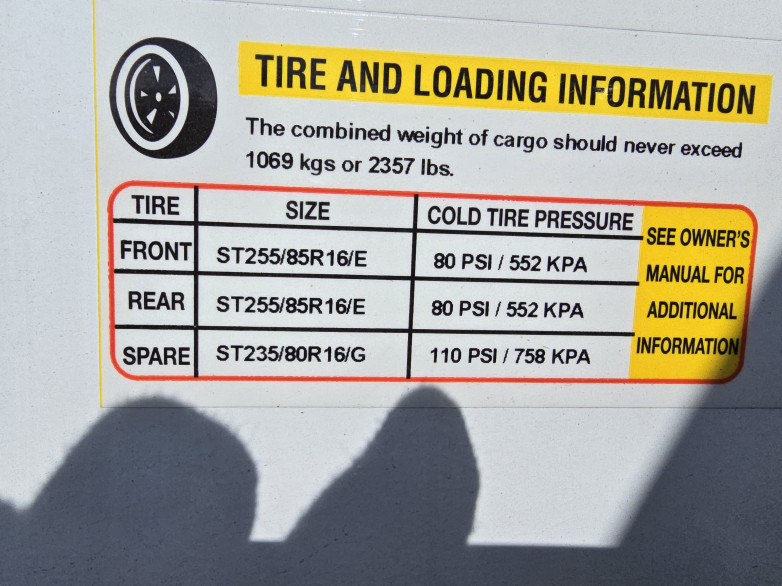 TIRE AND LOADING INFORMATION
The combined weight of cargo should never exceed
1069 kgs or 2357 lbs.
TIRE SIZE COLD TIRE PRESSURE
FRONT ST255/85R16/E 80 PSI / 552 KPA
REAR ST255/85R16/E 80 PSI / 552 KPA
SPARE ST235/80R16/G 110 PSI / 758 KPA
SEE OWNER'S
MANUAL FOR
ADDITIONAL
INFORMATION